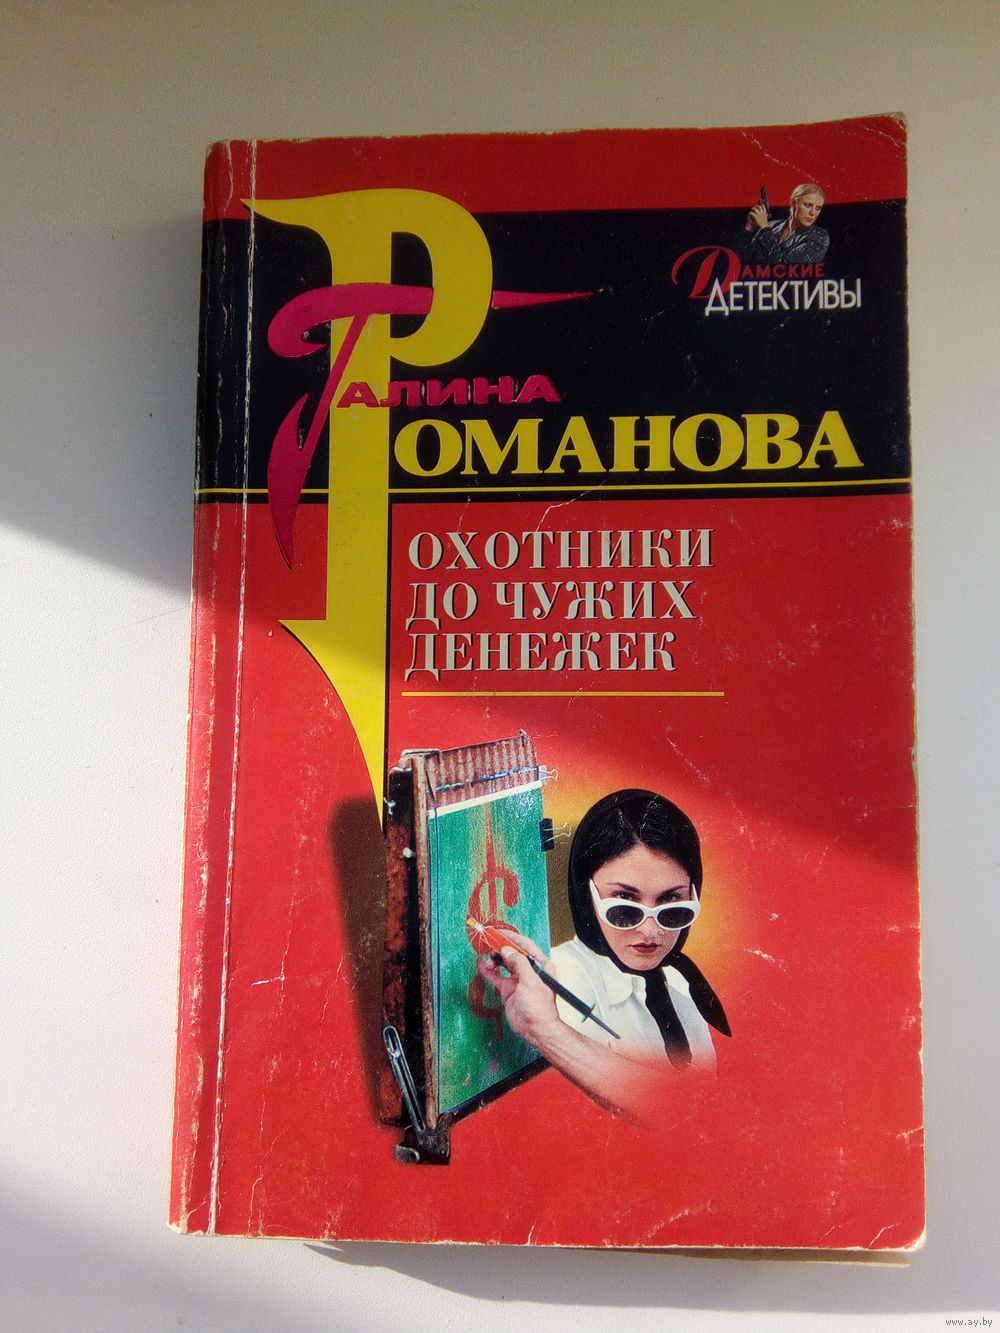 Дамские
Детективы
Галина
Романова
ОХОТНИКИ
ДО ЧУЖИХ
ДЕНЕЖЕК
$
www.ay.by